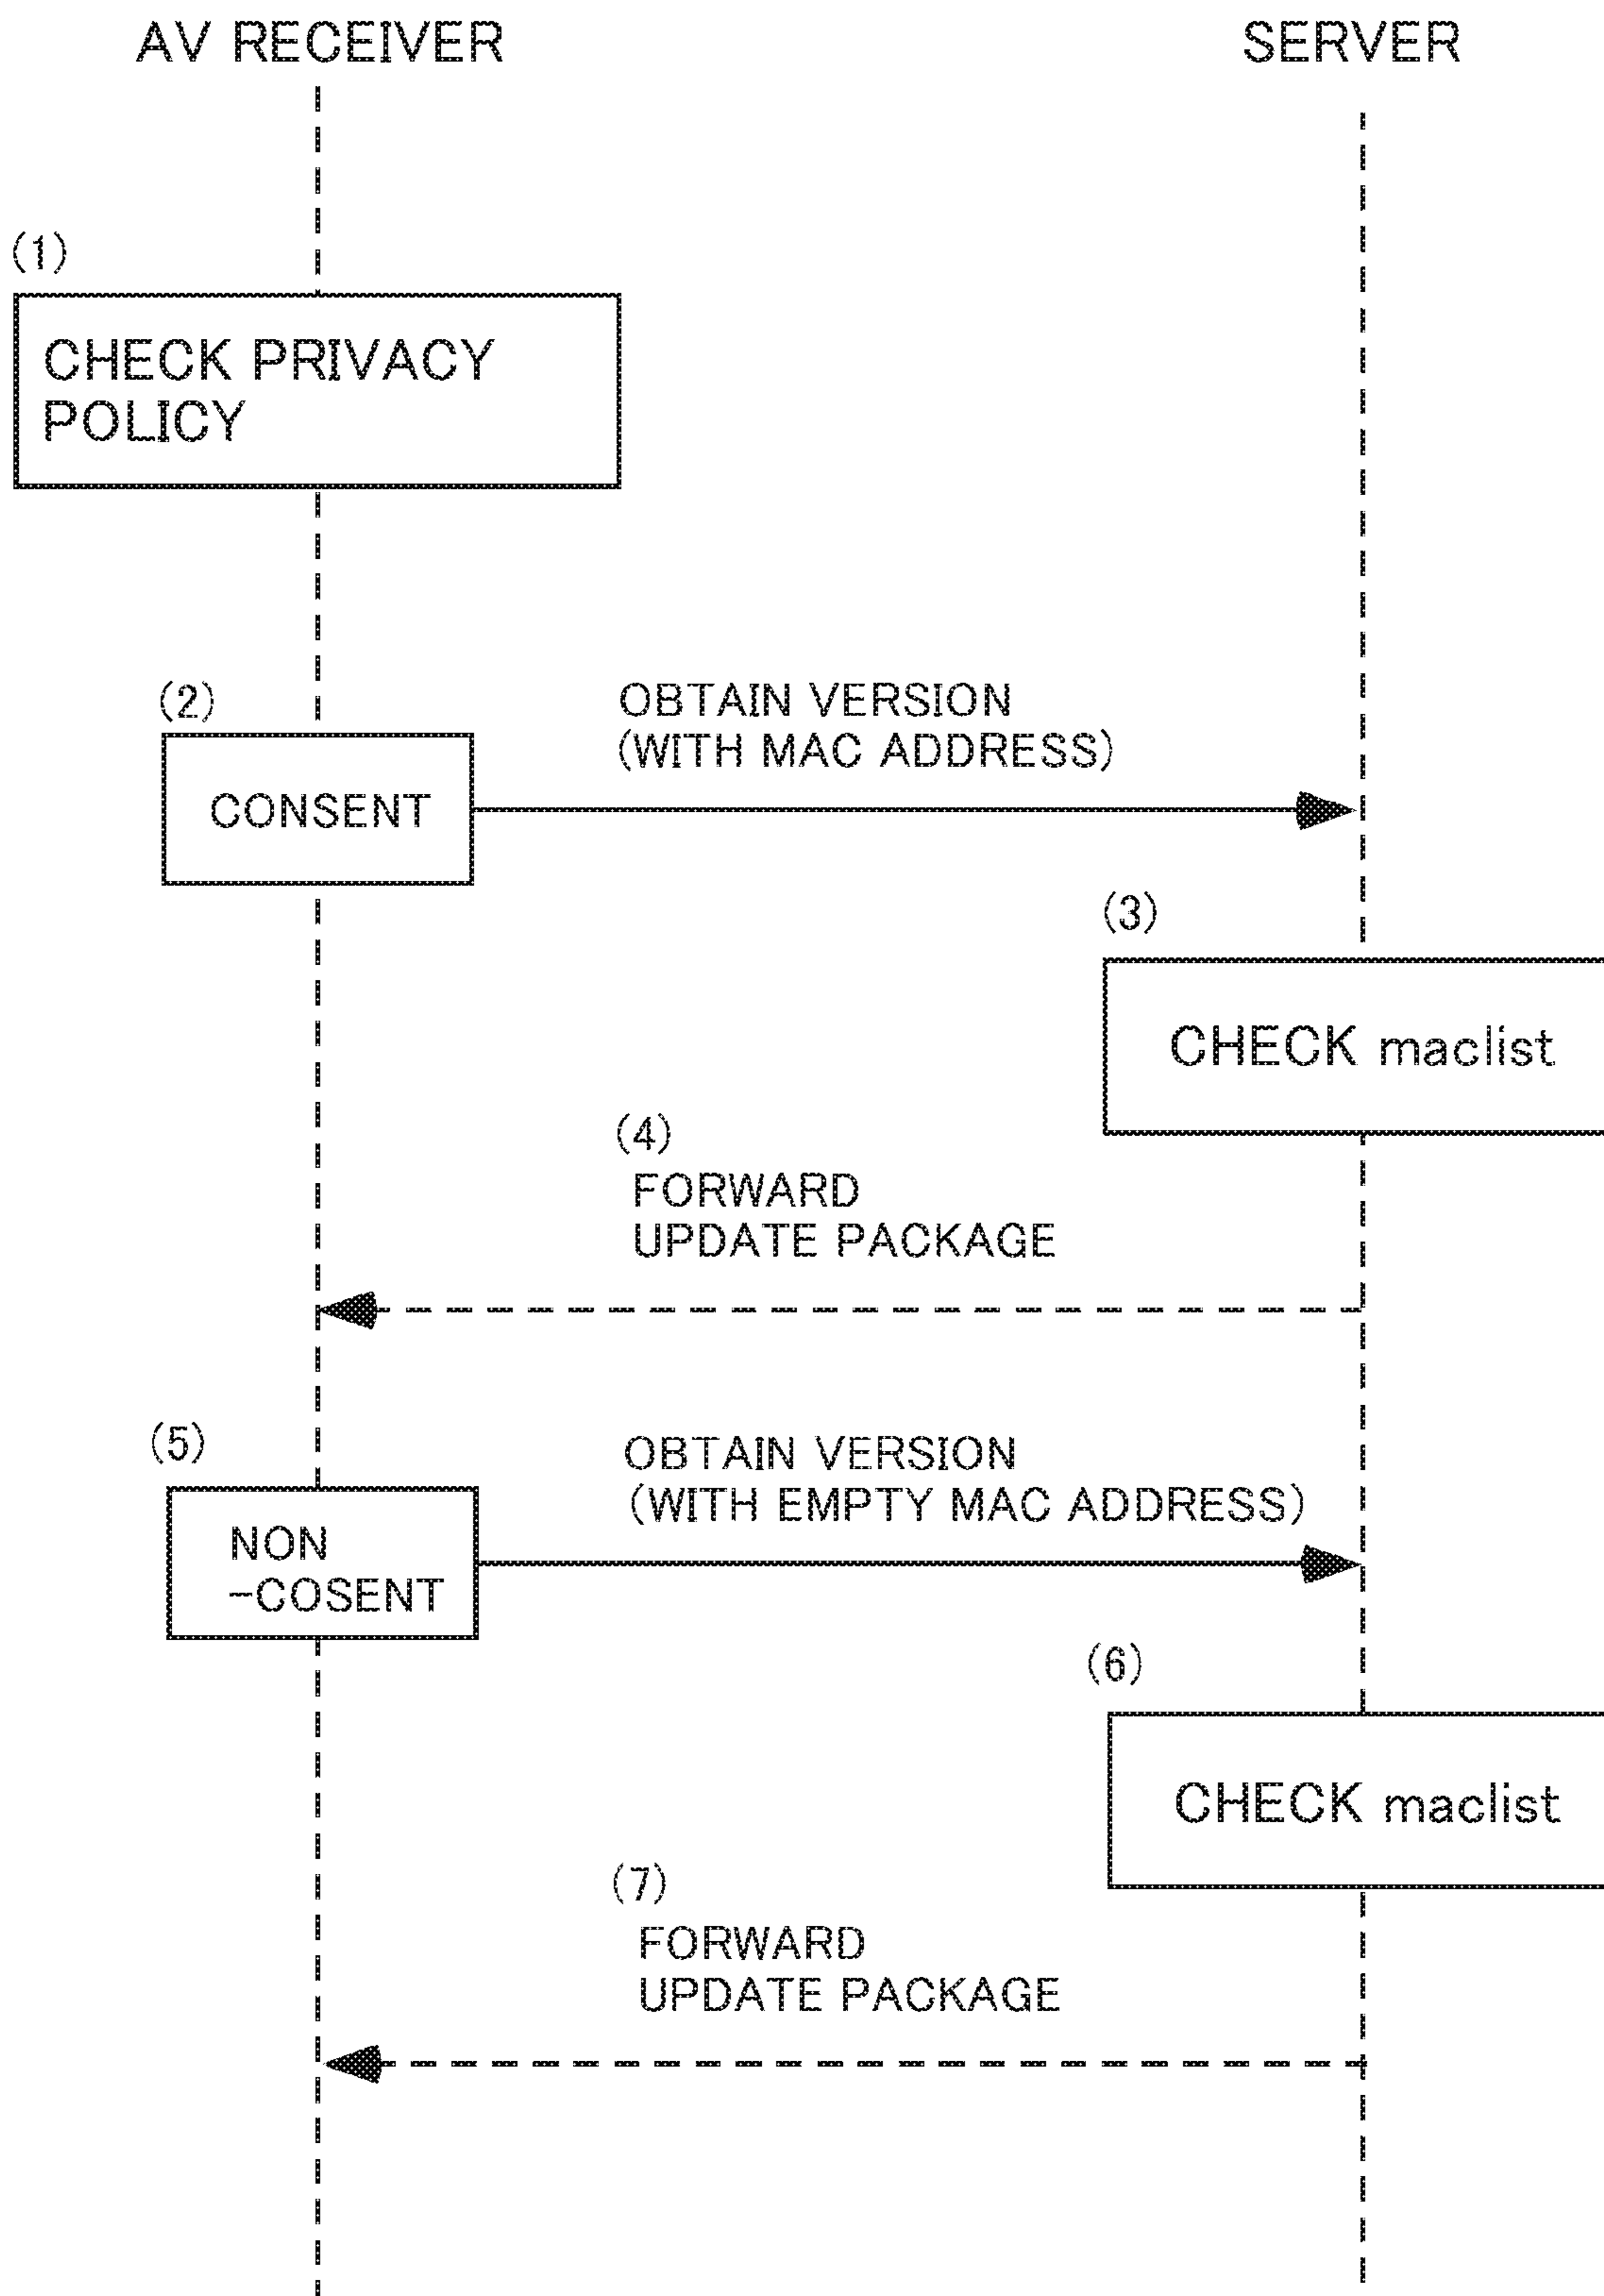 AV RECEIVER
SERVER
(1)
CHECK PRIVACY
POLICY
(2)
CONSENT
OBTAIN VERSION
(WITH MAC ADDRESS)
(3)
CHECK maclist
(4)
FORWARD
UPDATE PACKAGE
(5)
NON
-COSENT
OBTAIN VERSION
(WITH EMPTY MAC ADDRESS)
(6)
CHECK maclist
(7)
FORWARD
UPDATE PACKAGE